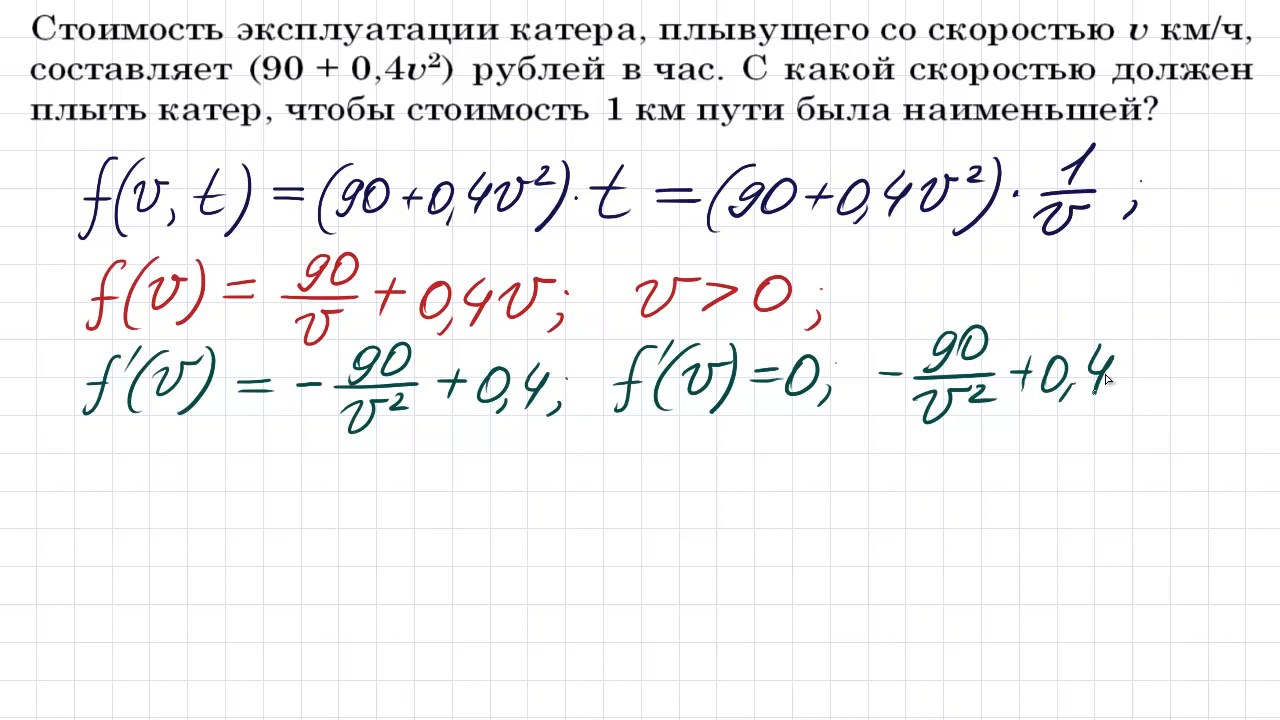 Стоимость эксплуатации катера, плывущего со скоростью v км/ч,
составляет (90 + 0,4v²) рублей в час. С какой скоростью должен
плыть катер, чтобы стоимость 1 км пути была наименьшей?
f(v, t) = (90+0,4v²)·t = (90+0,4v²)·1/v ;
f(v) = 90/v + 0,4v; v > 0;
f'(v) = -90/v² + 0,4; f'(v)=0, -90/v² + 0,4